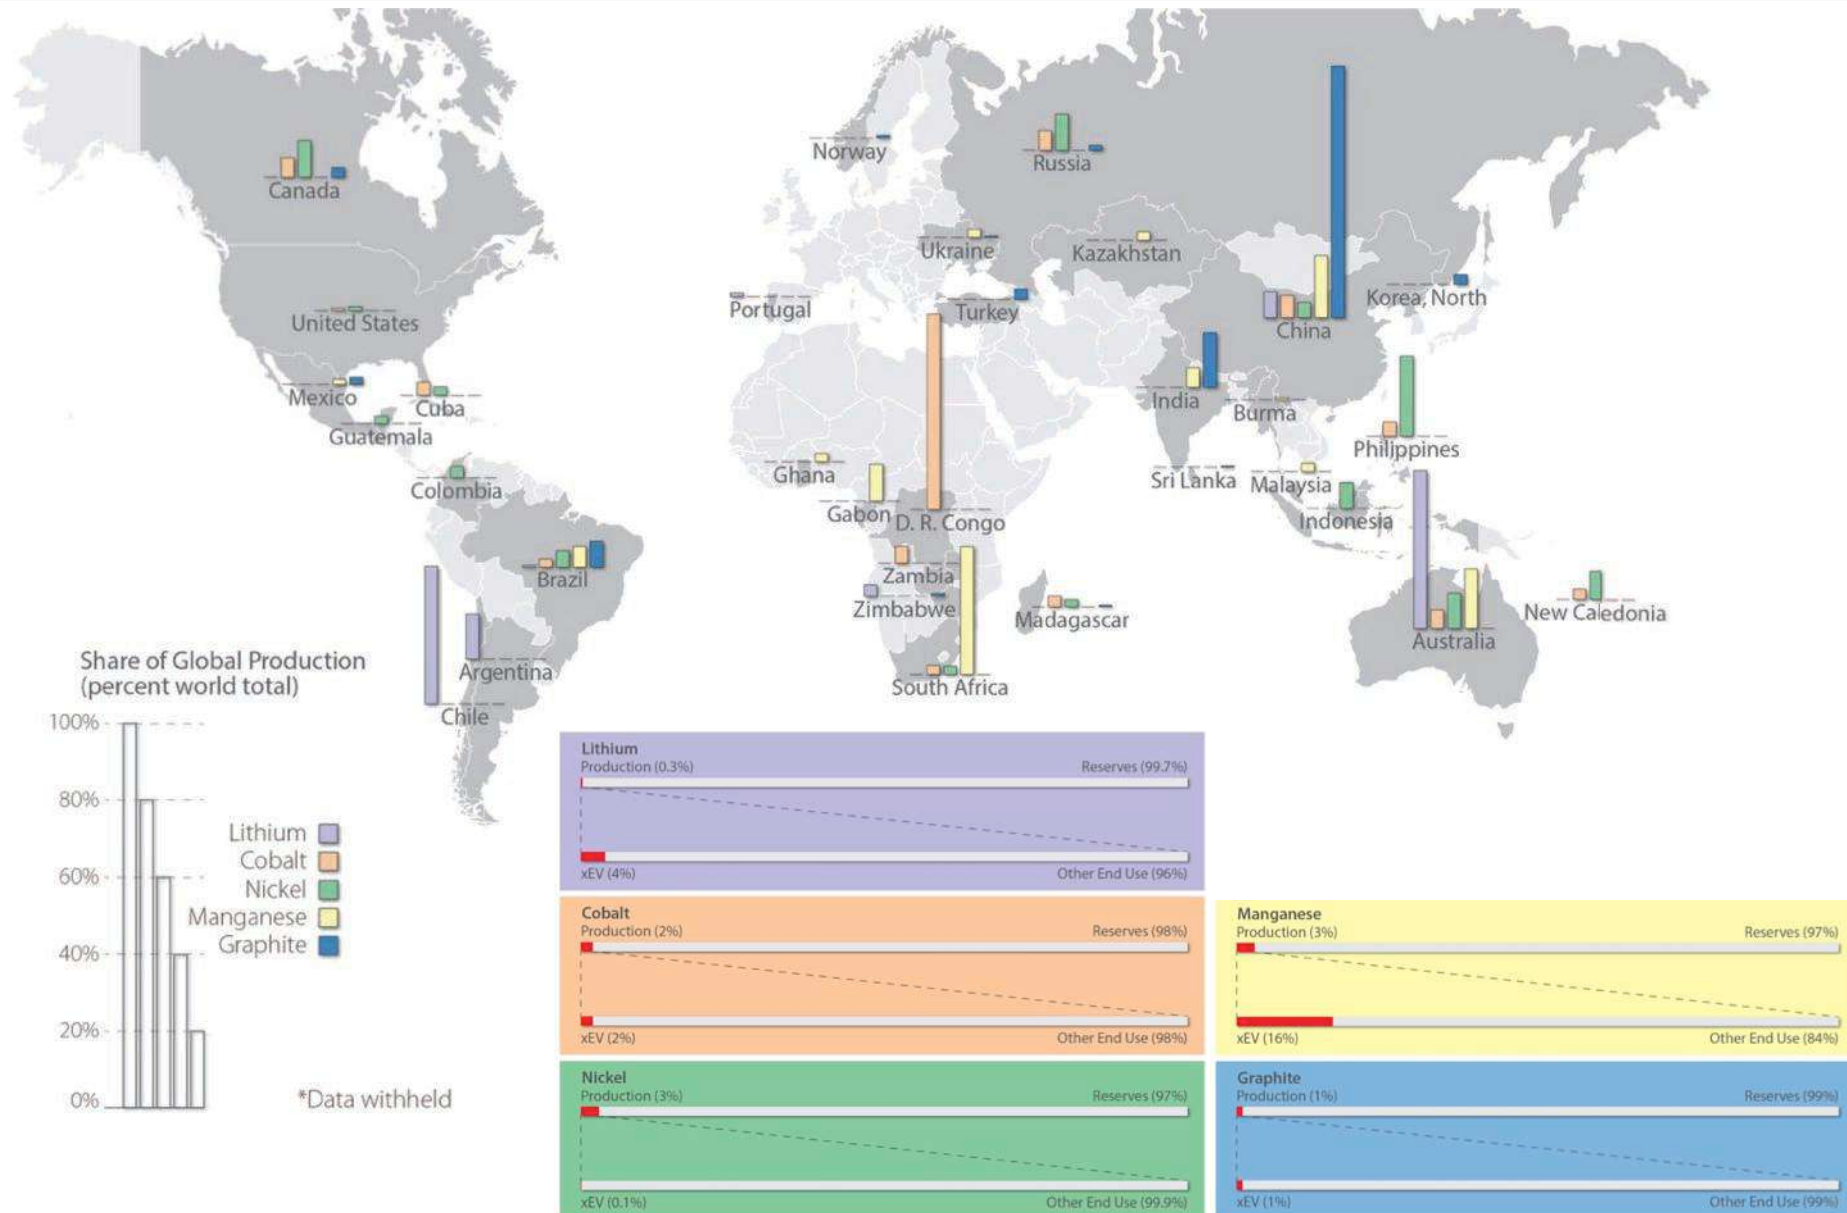 Norway
Russia
Canada
Ukraine
Kazakhstan
Portugal
Turkey
Korea, North
United States
China
Mexico
Cuba
India
Burma
Guatemala
Philippines
Ghana
Sri Lanka
Malaysia
Colombia
Gabon
D. R. Congo
Indonesia
Brazil
Zambia
Zimbabwe
Madagascar
New Caledonia
Australia
Argentina
South Africa
Chile
Share of Global Production
(percent world total)
100%
80%
60%
40%
20%
0%
Lithium
Cobalt
Nickel
Manganese
Graphite
*Data withheld
Lithium
Production (0.3%) Reserves (99.7%)
xEV (4%) Other End Use (96%)
Cobalt
Production (2%) Reserves (98%)
xEV (2%) Other End Use (98%)
Manganese
Production (3%) Reserves (97%)
xEV (16%) Other End Use (84%)
Nickel
Production (3%) Reserves (97%)
xEV (0.1%) Other End Use (99.9%)
Graphite
Production (1%) Reserves (99%)
xEV (1%) Other End Use (99%)